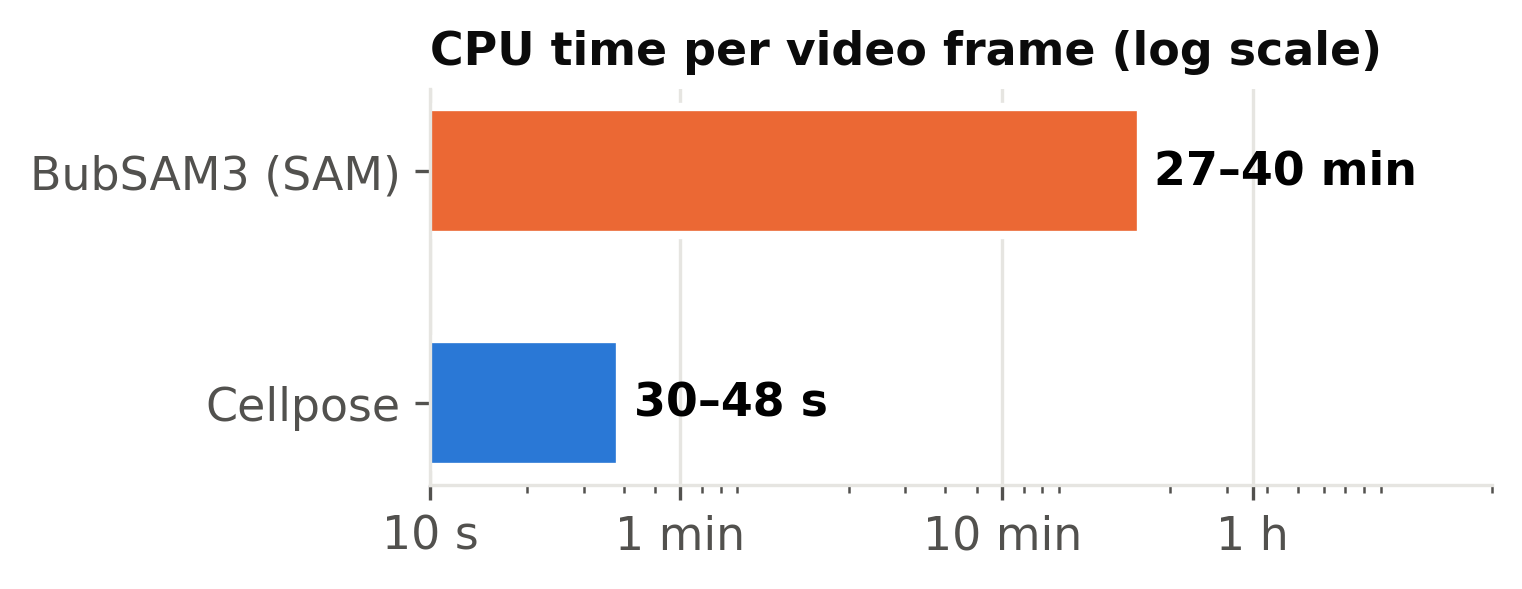 CPU time per video frame (log scale)
BubSAM3 (SAM)
27–40 min
Cellpose
30–48 s
10 s
1 min
10 min
1 h